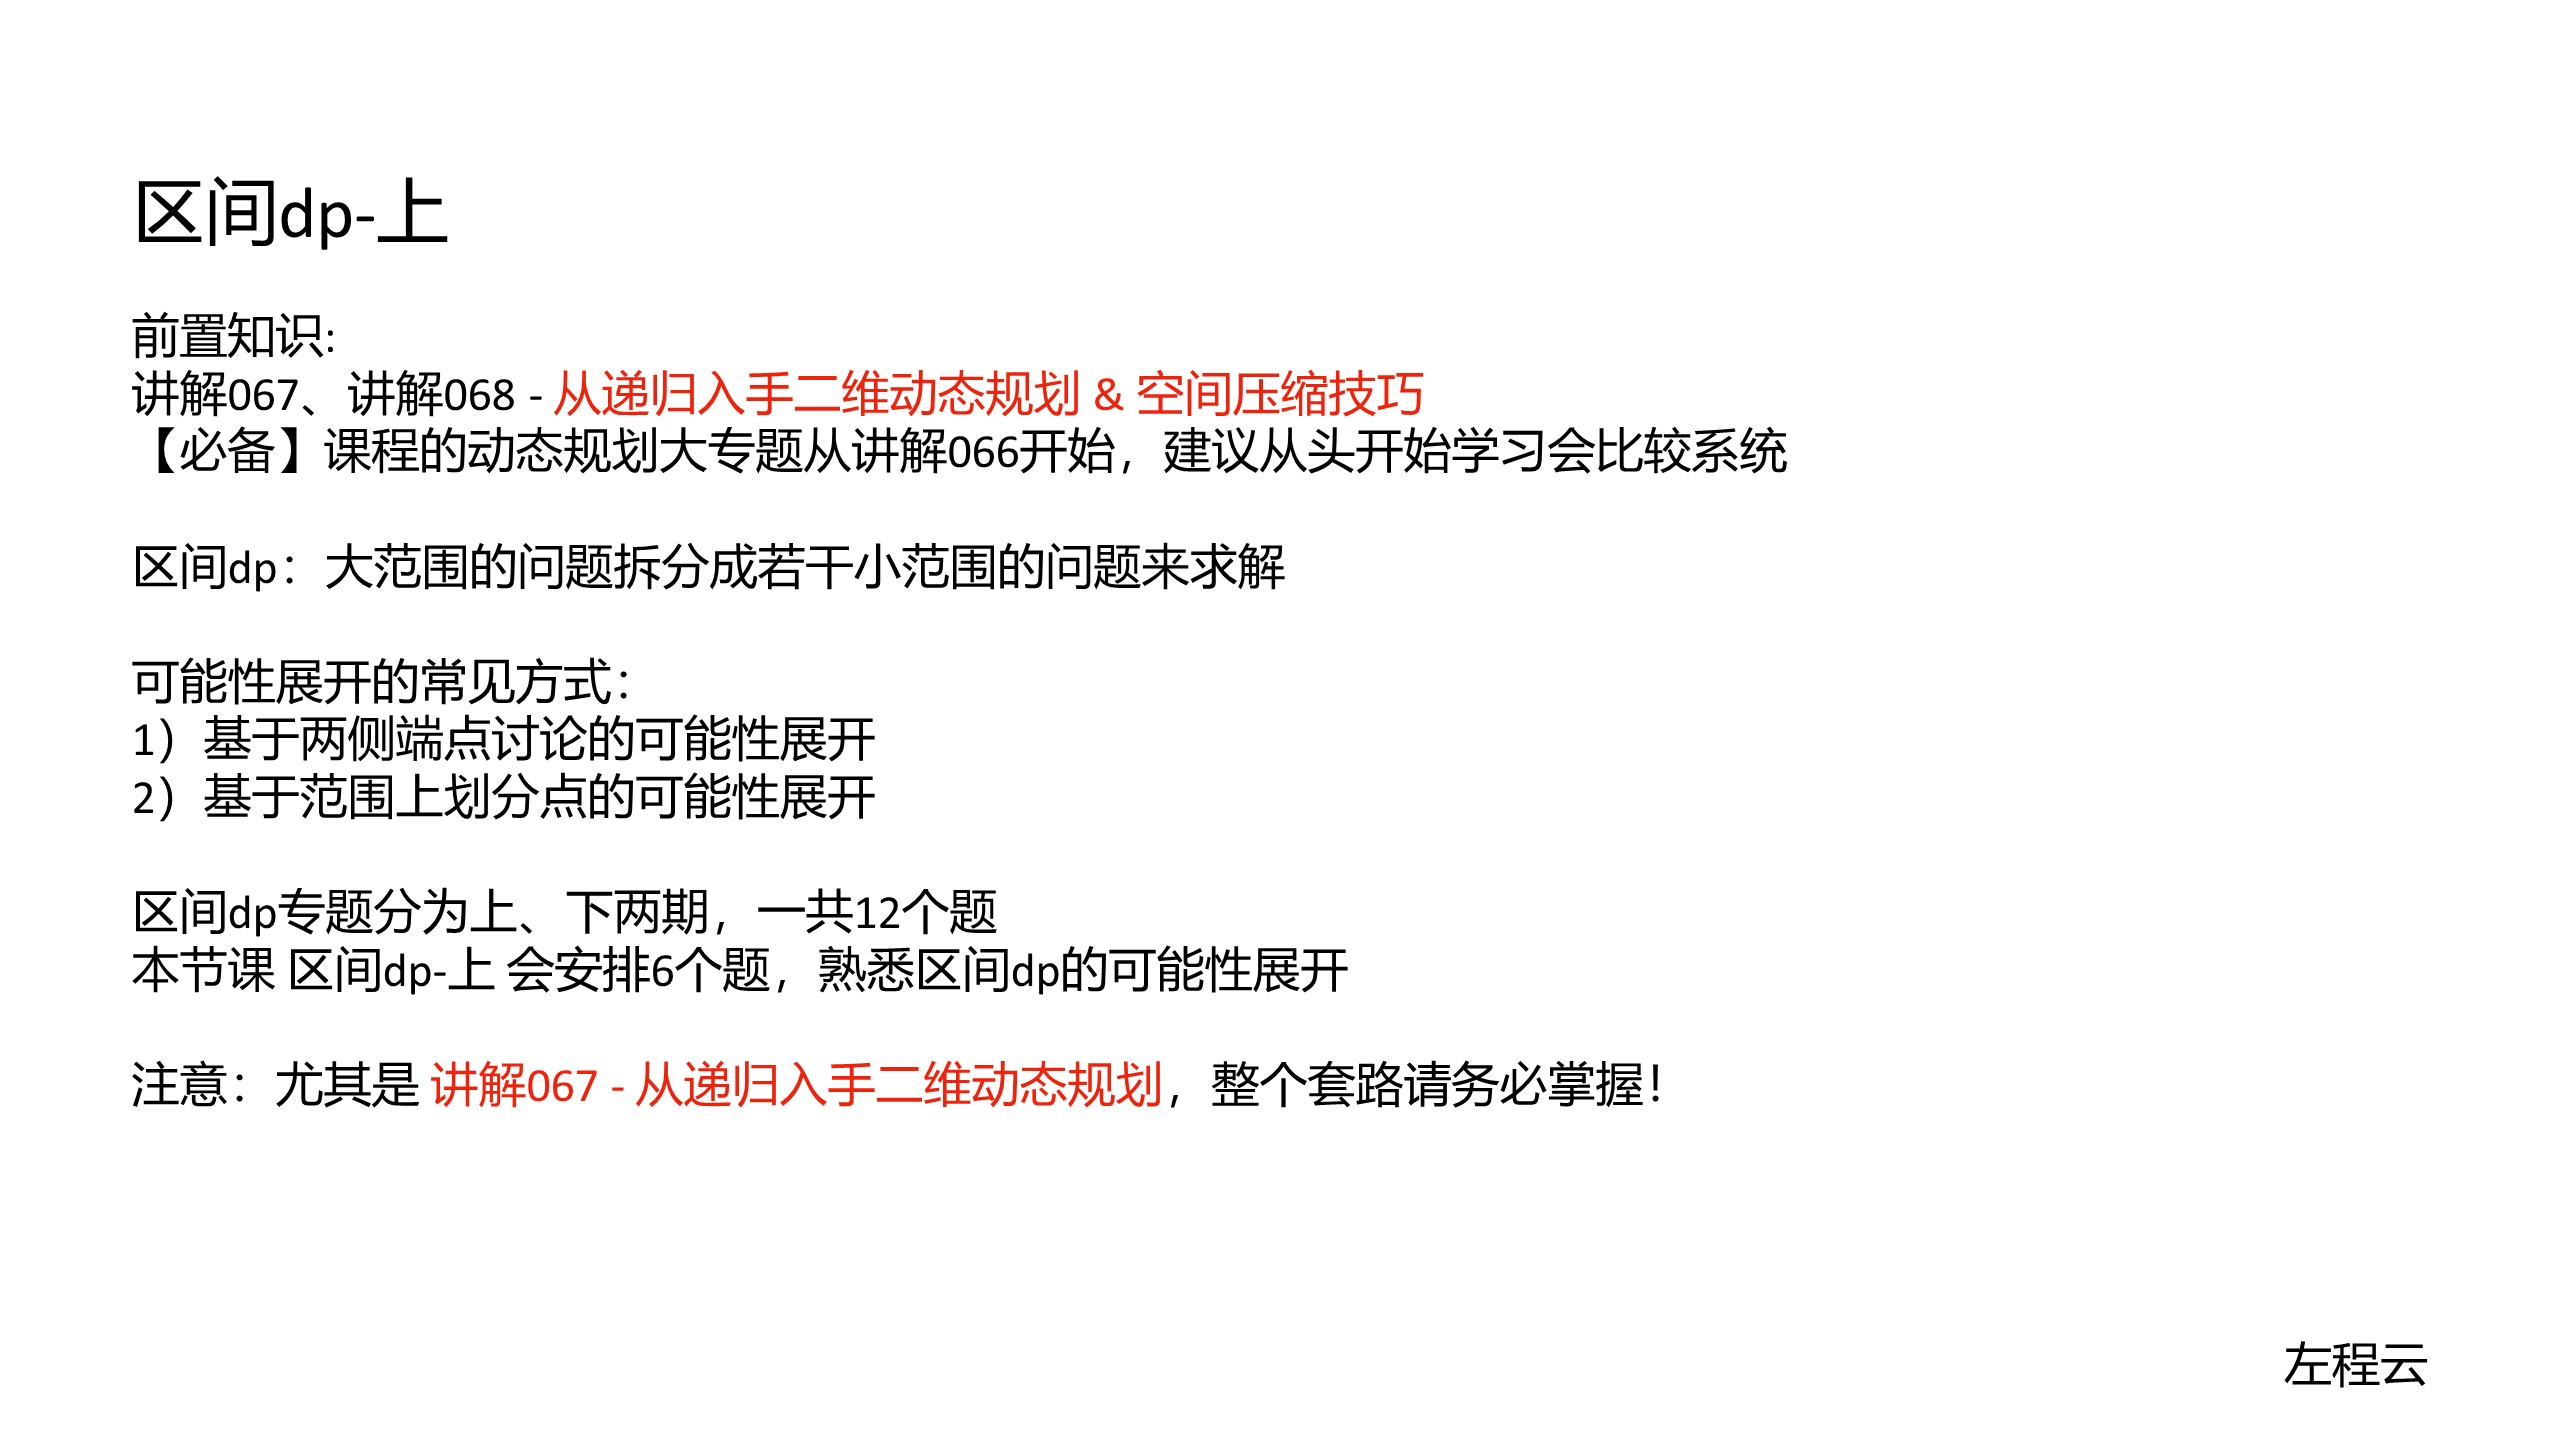 区间dp-上
前置知识:
讲解067、讲解068 - 从递归入手二维动态规划 & 空间压缩技巧
【必备】课程的动态规划大专题从讲解066开始，建议从头开始学习会比较系统
区间dp：大范围的问题拆分成若干小范围的问题来求解
可能性展开的常见方式：
1）基于两侧端点讨论的可能性展开
2）基于范围上划分点的可能性展开
区间dp专题分为上、下两期，一共12个题
本节课 区间dp-上 会安排6个题，熟悉区间dp的可能性展开
注意：尤其是 讲解067 - 从递归入手二维动态规划，整个套路请务必掌握！
左程云